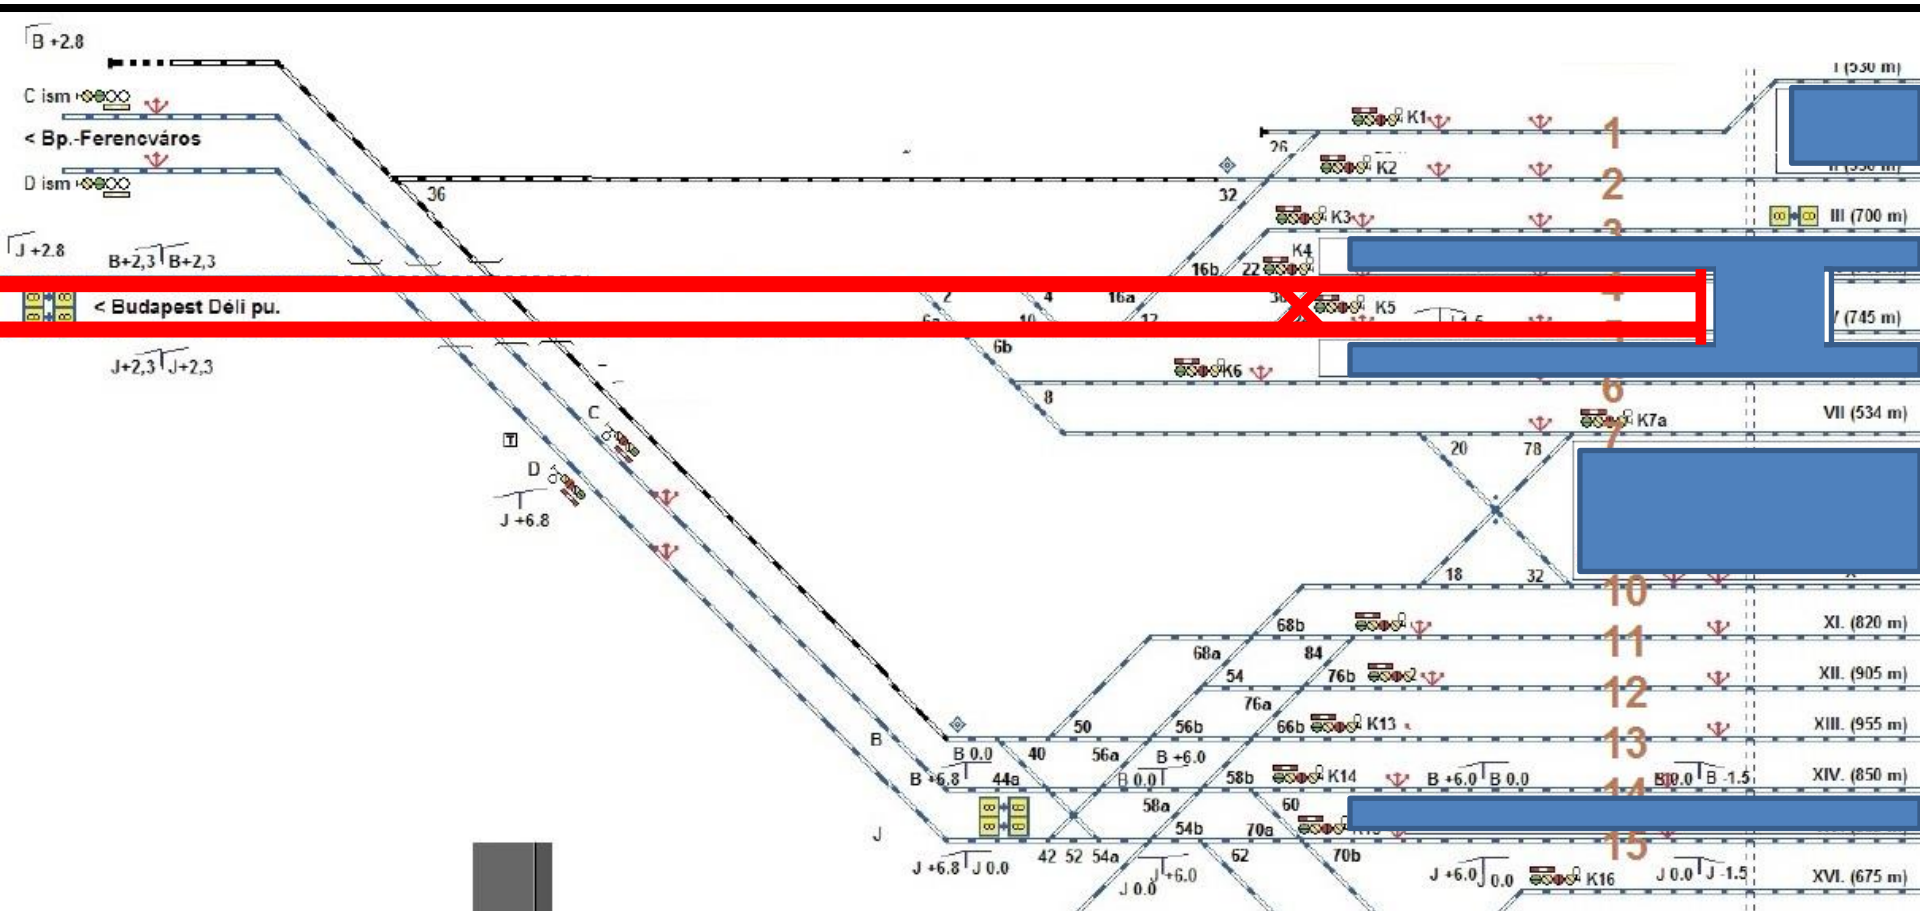 B +2.8
I (530 m)
C ism
K1
1
< Bp.-Ferencváros
26
K2
D ism
36
32
2
K3
III (700 m)
3
J +2.8
B+2,3 B+2,3
K4
16b
22
4
2
4
16a
< Budapest Déli pu.
K5
(745 m)
6b
J+2,3 J+2,3
K6
6
8
C
VII (534 m)
K7a
7
20
78
D
J +6.8
18
32
10
68b
XI. (820 m)
11
68a
84
54
76b
XII. (905 m)
12
76a
50
56b
66b
K13
XIII. (955 m)
13
B
B 0.0
40
56a
B +6.0
B +6.8
44a
B 0.0
58b
K14
B +6.0 B 0.0
B -1.5
XIV. (850 m)
14
58a
60
J
54b
70a
15
J +6.8 J 0.0
42
52
54a
62
70b
J 0.0
J +6.0
J +6.0 J 0.0
K16
J 0.0 J -1.5
XVI. (675 m)